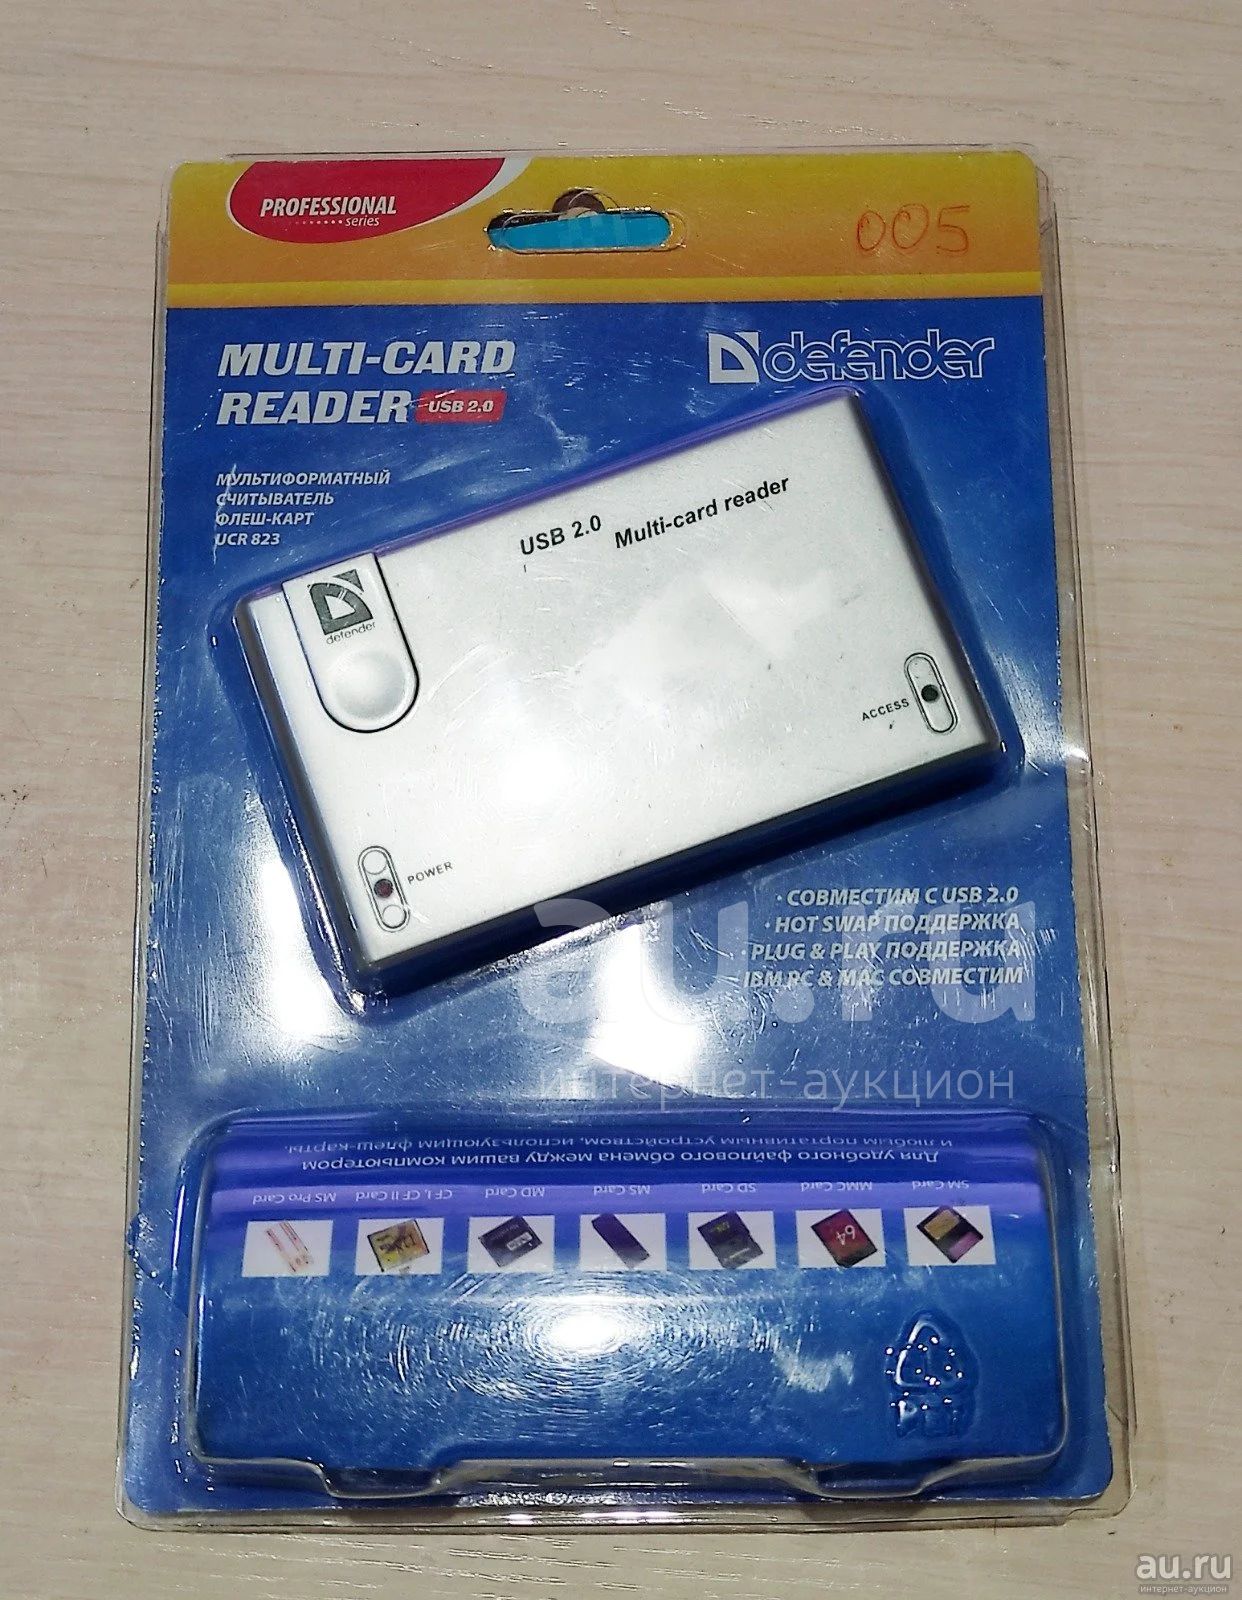 PROFESSIONAL
series
005
MULTI-CARD
READER USB 2.0
defender
МУЛЬТИФОРМАТНЫЙ
СЧИТЫВАТЕЛЬ
ФЛЕШ-КАРТ
UCR 823
USB 2.0 Multi-card reader
defender
ACCESS
POWER
· СОВМЕСТИМ С USB 2.0
· HOT SWAP ПОДДЕРЖКА
· PLUG & PLAY ПОДДЕРЖКА
IBM PC & MAC СОВМЕСТИМ
au.ru
интернет-аукцион
Для удобного файлового обмена между вашим компьютером
и любым портативным устройством, использующим флеш-карты.
SM Card MMC Card SD Card MS Card MD Card CF I, CF II Card MS Pro Card
64
au.ru
интернет-аукцион